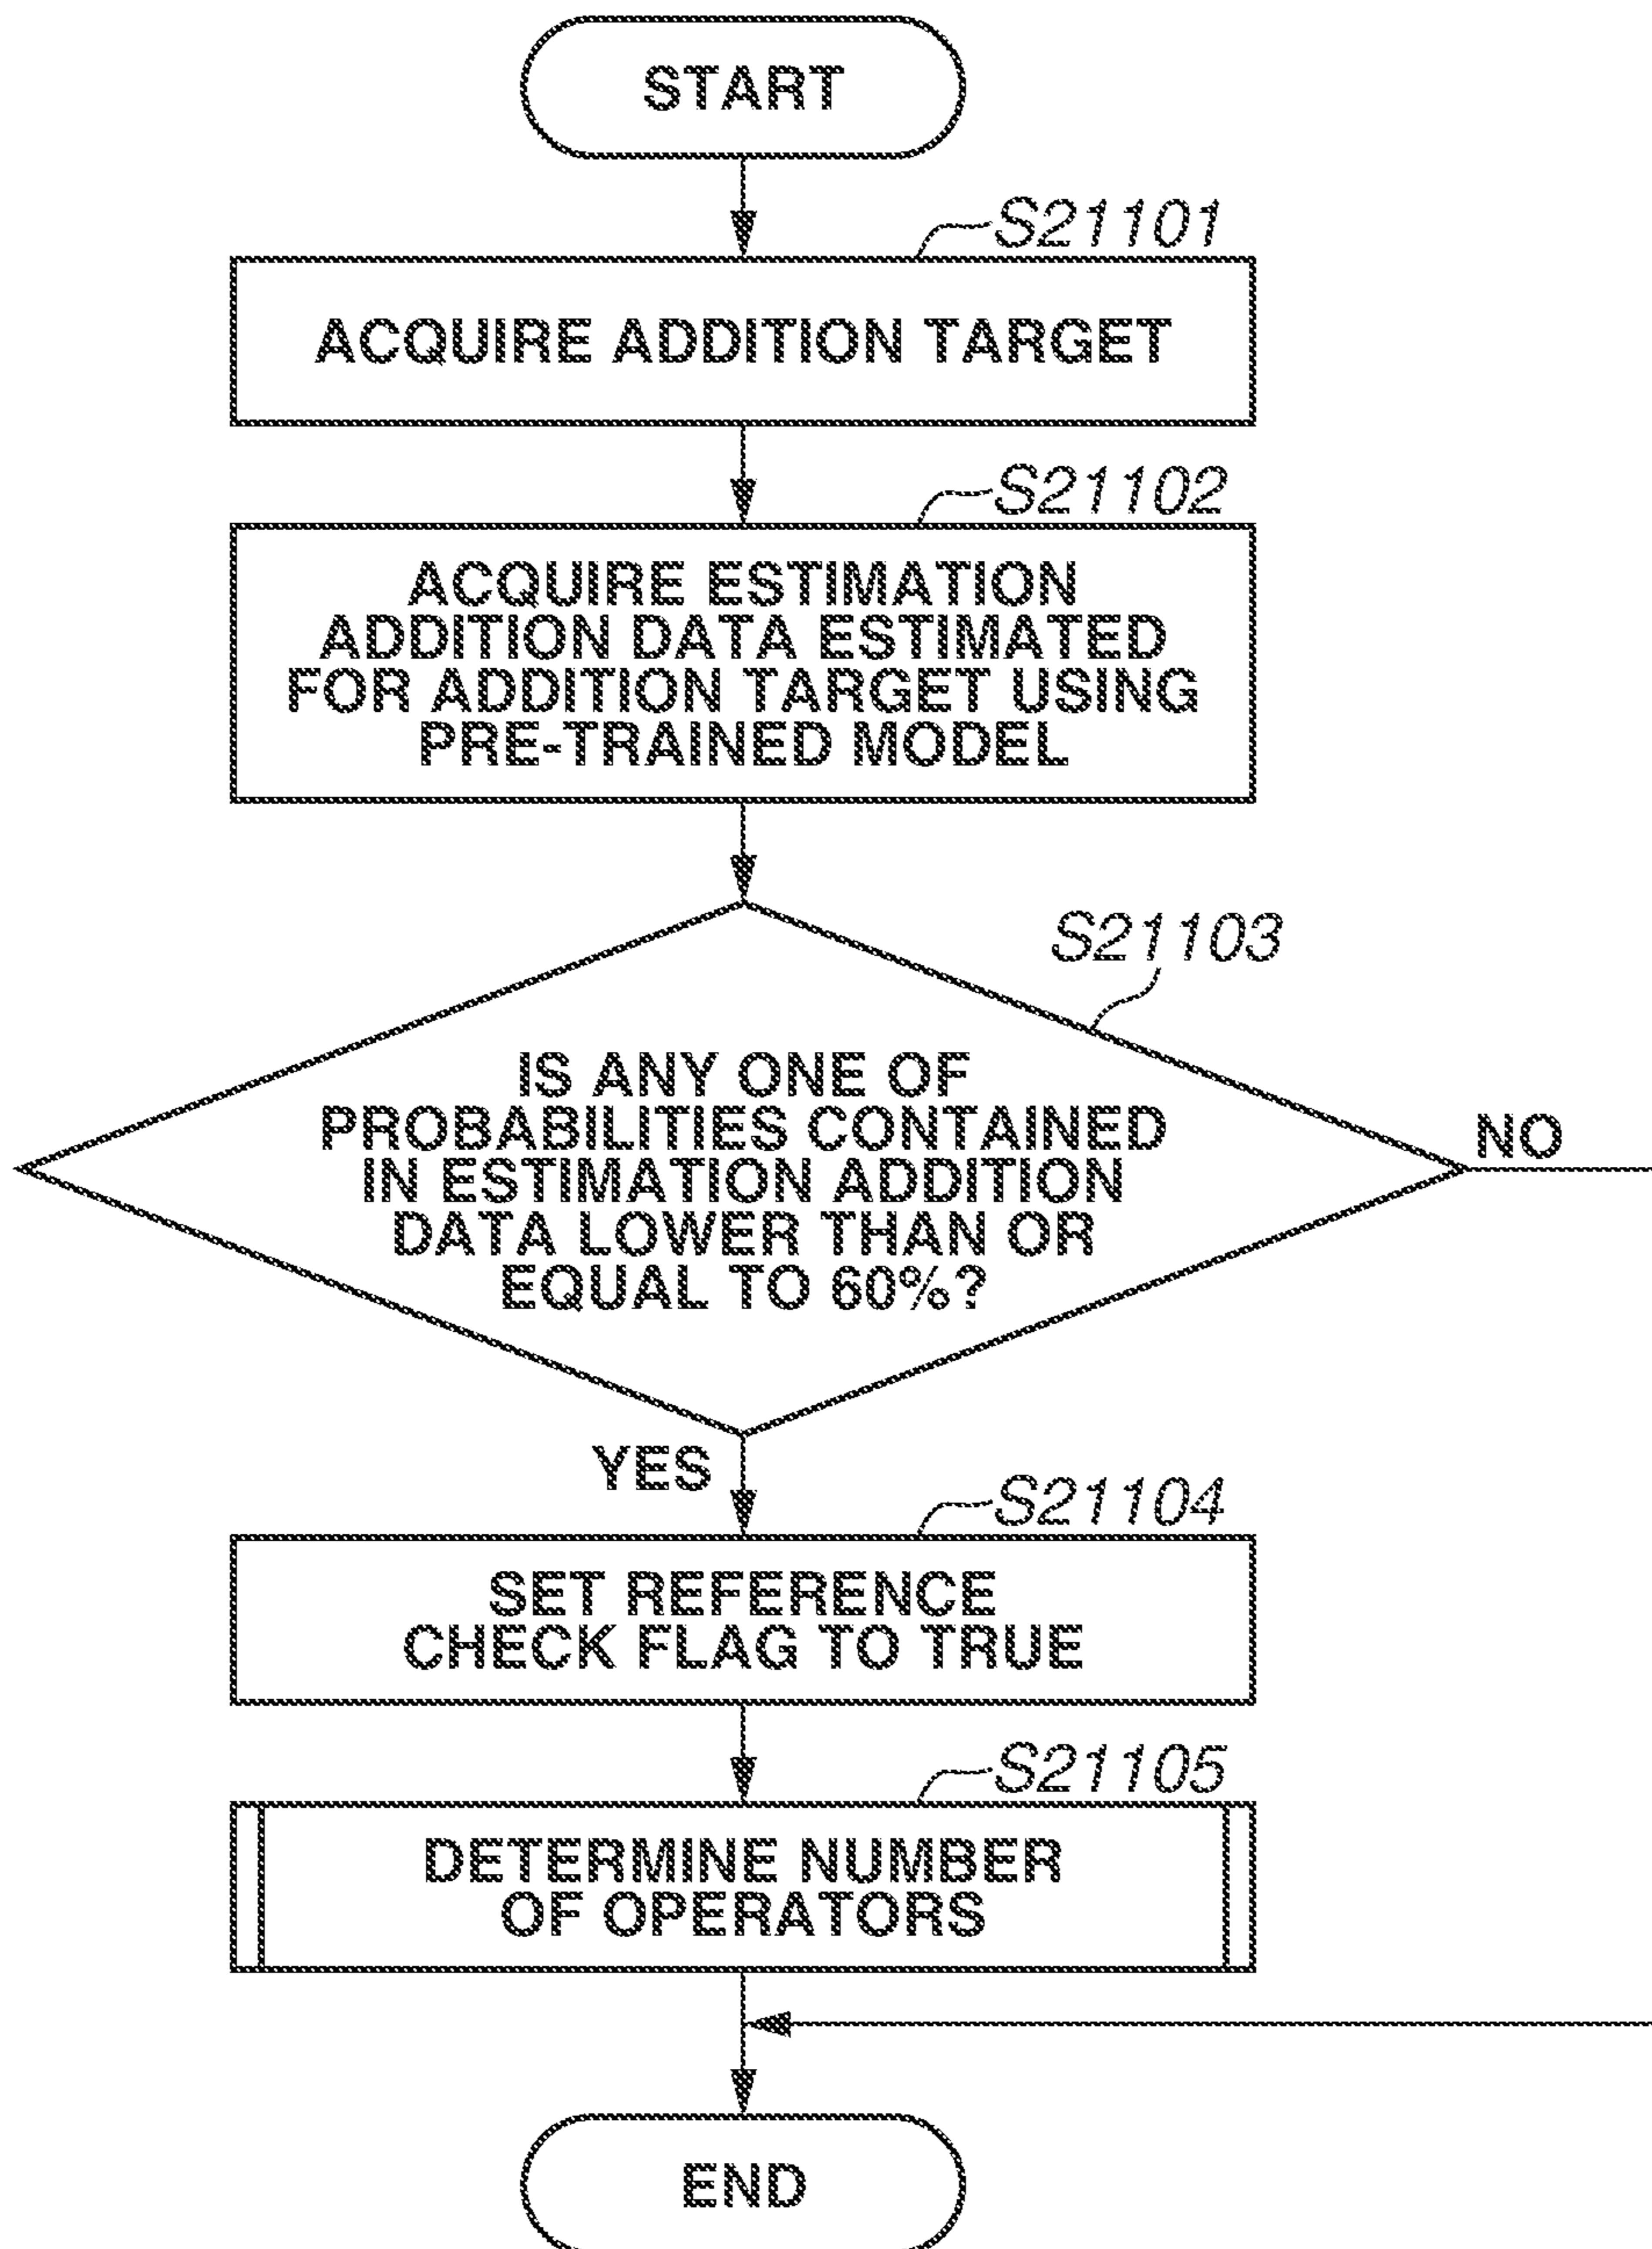 START
S21101
ACQUIRE ADDITION TARGET
S21102
ACQUIRE ESTIMATION
ADDITION DATA ESTIMATED
FOR ADDITION TARGET USING
PRE-TRAINED MODEL
S21103
IS ANY ONE OF
PROBABILITIES CONTAINED
IN ESTIMATION ADDITION
DATA LOWER THAN OR
EQUAL TO 60%?
NO
YES
S21104
SET REFERENCE
CHECK FLAG TO TRUE
S21105
DETERMINE NUMBER
OF OPERATORS
END